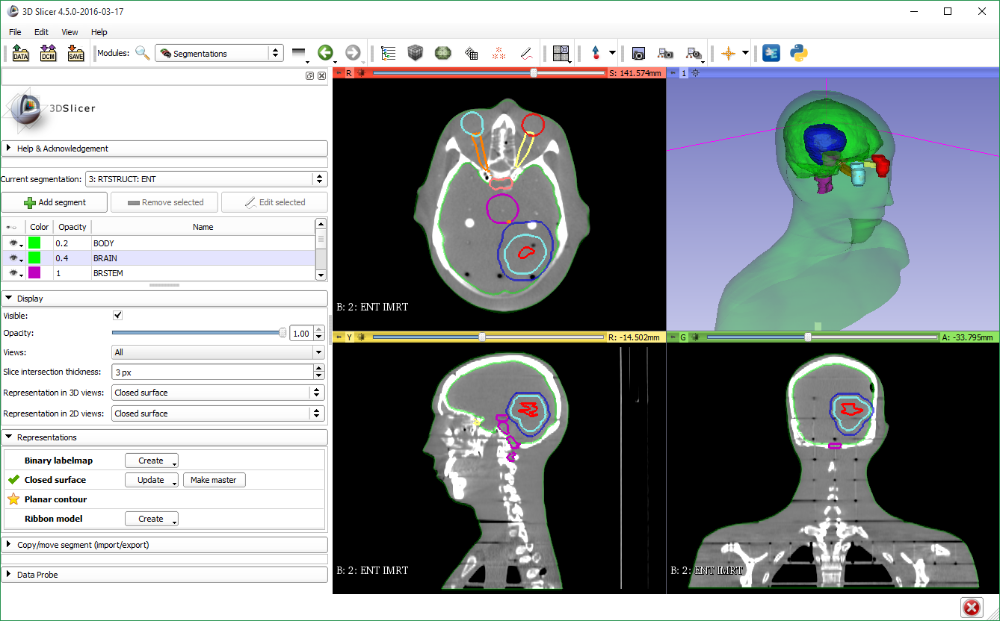 3D Slicer 4.5.0-2016-03-17
File Edit View Help
DATA DCM SAVE Modules: Segmentations
R S: 141.574mm
1
3DSlicer
Help & Acknowledgement
Current segmentation: 3: RTSTRUCT: ENT
Add segment Remove selected Edit selected
Color Opacity Name
0.2 BODY
0.4 BRAIN
1 BRSTEM
Display
Visible:
Opacity: 1.00
Views: All
Slice intersection thickness: 3 px
Representation in 3D views: Closed surface
Representation in 2D views: Closed surface
Representations
Binary labelmap Create
Closed surface Update Make master
Planar contour
Ribbon model Create
Copy/move segment (import/export)
Data Probe
B: 2: ENT IMRT
Y R: -14.502mm
G A: -33.795mm
B: 2: ENT IMRT
B: 2: ENT IMRT